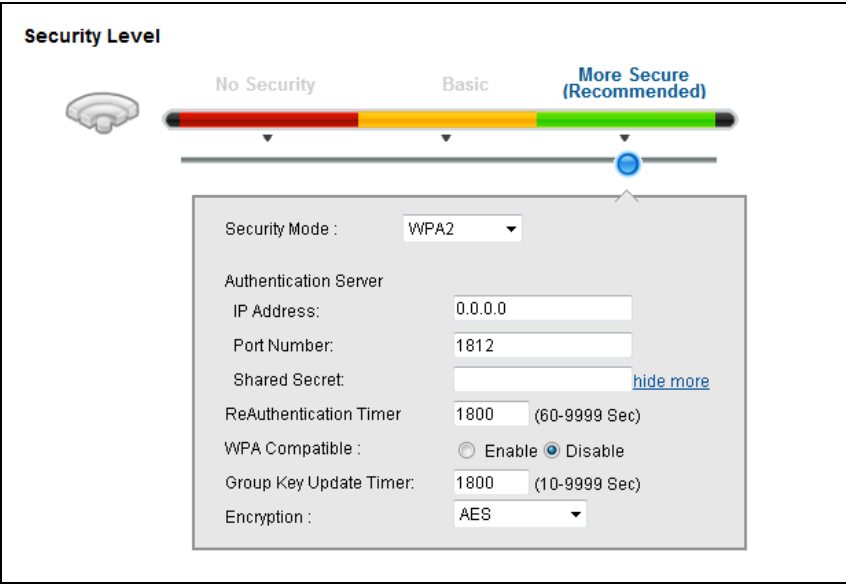 Security Level
No Security
Basic
More Secure
(Recommended)
Security Mode :
WPA2
Authentication Server
IP Address:
0.0.0.0
Port Number:
1812
Shared Secret:
hide more
ReAuthentication Timer
1800
(60-9999 Sec)
WPA Compatible :
Enable
Disable
Group Key Update Timer:
1800
(10-9999 Sec)
Encryption :
AES